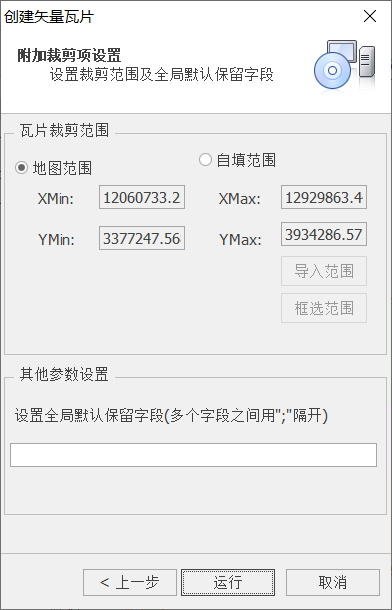 创建矢量瓦片
附加裁剪项设置
设置裁剪范围及全局默认保留字段
瓦片裁剪范围
地图范围 自填范围
XMin: 12060733.2 XMax: 12929863.4
YMin: 3377247.56 YMax: 3934286.57
导入范围
框选范围
其他参数设置
设置全局默认保留字段(多个字段之间用";"隔开)
< 上一步 运行 取消